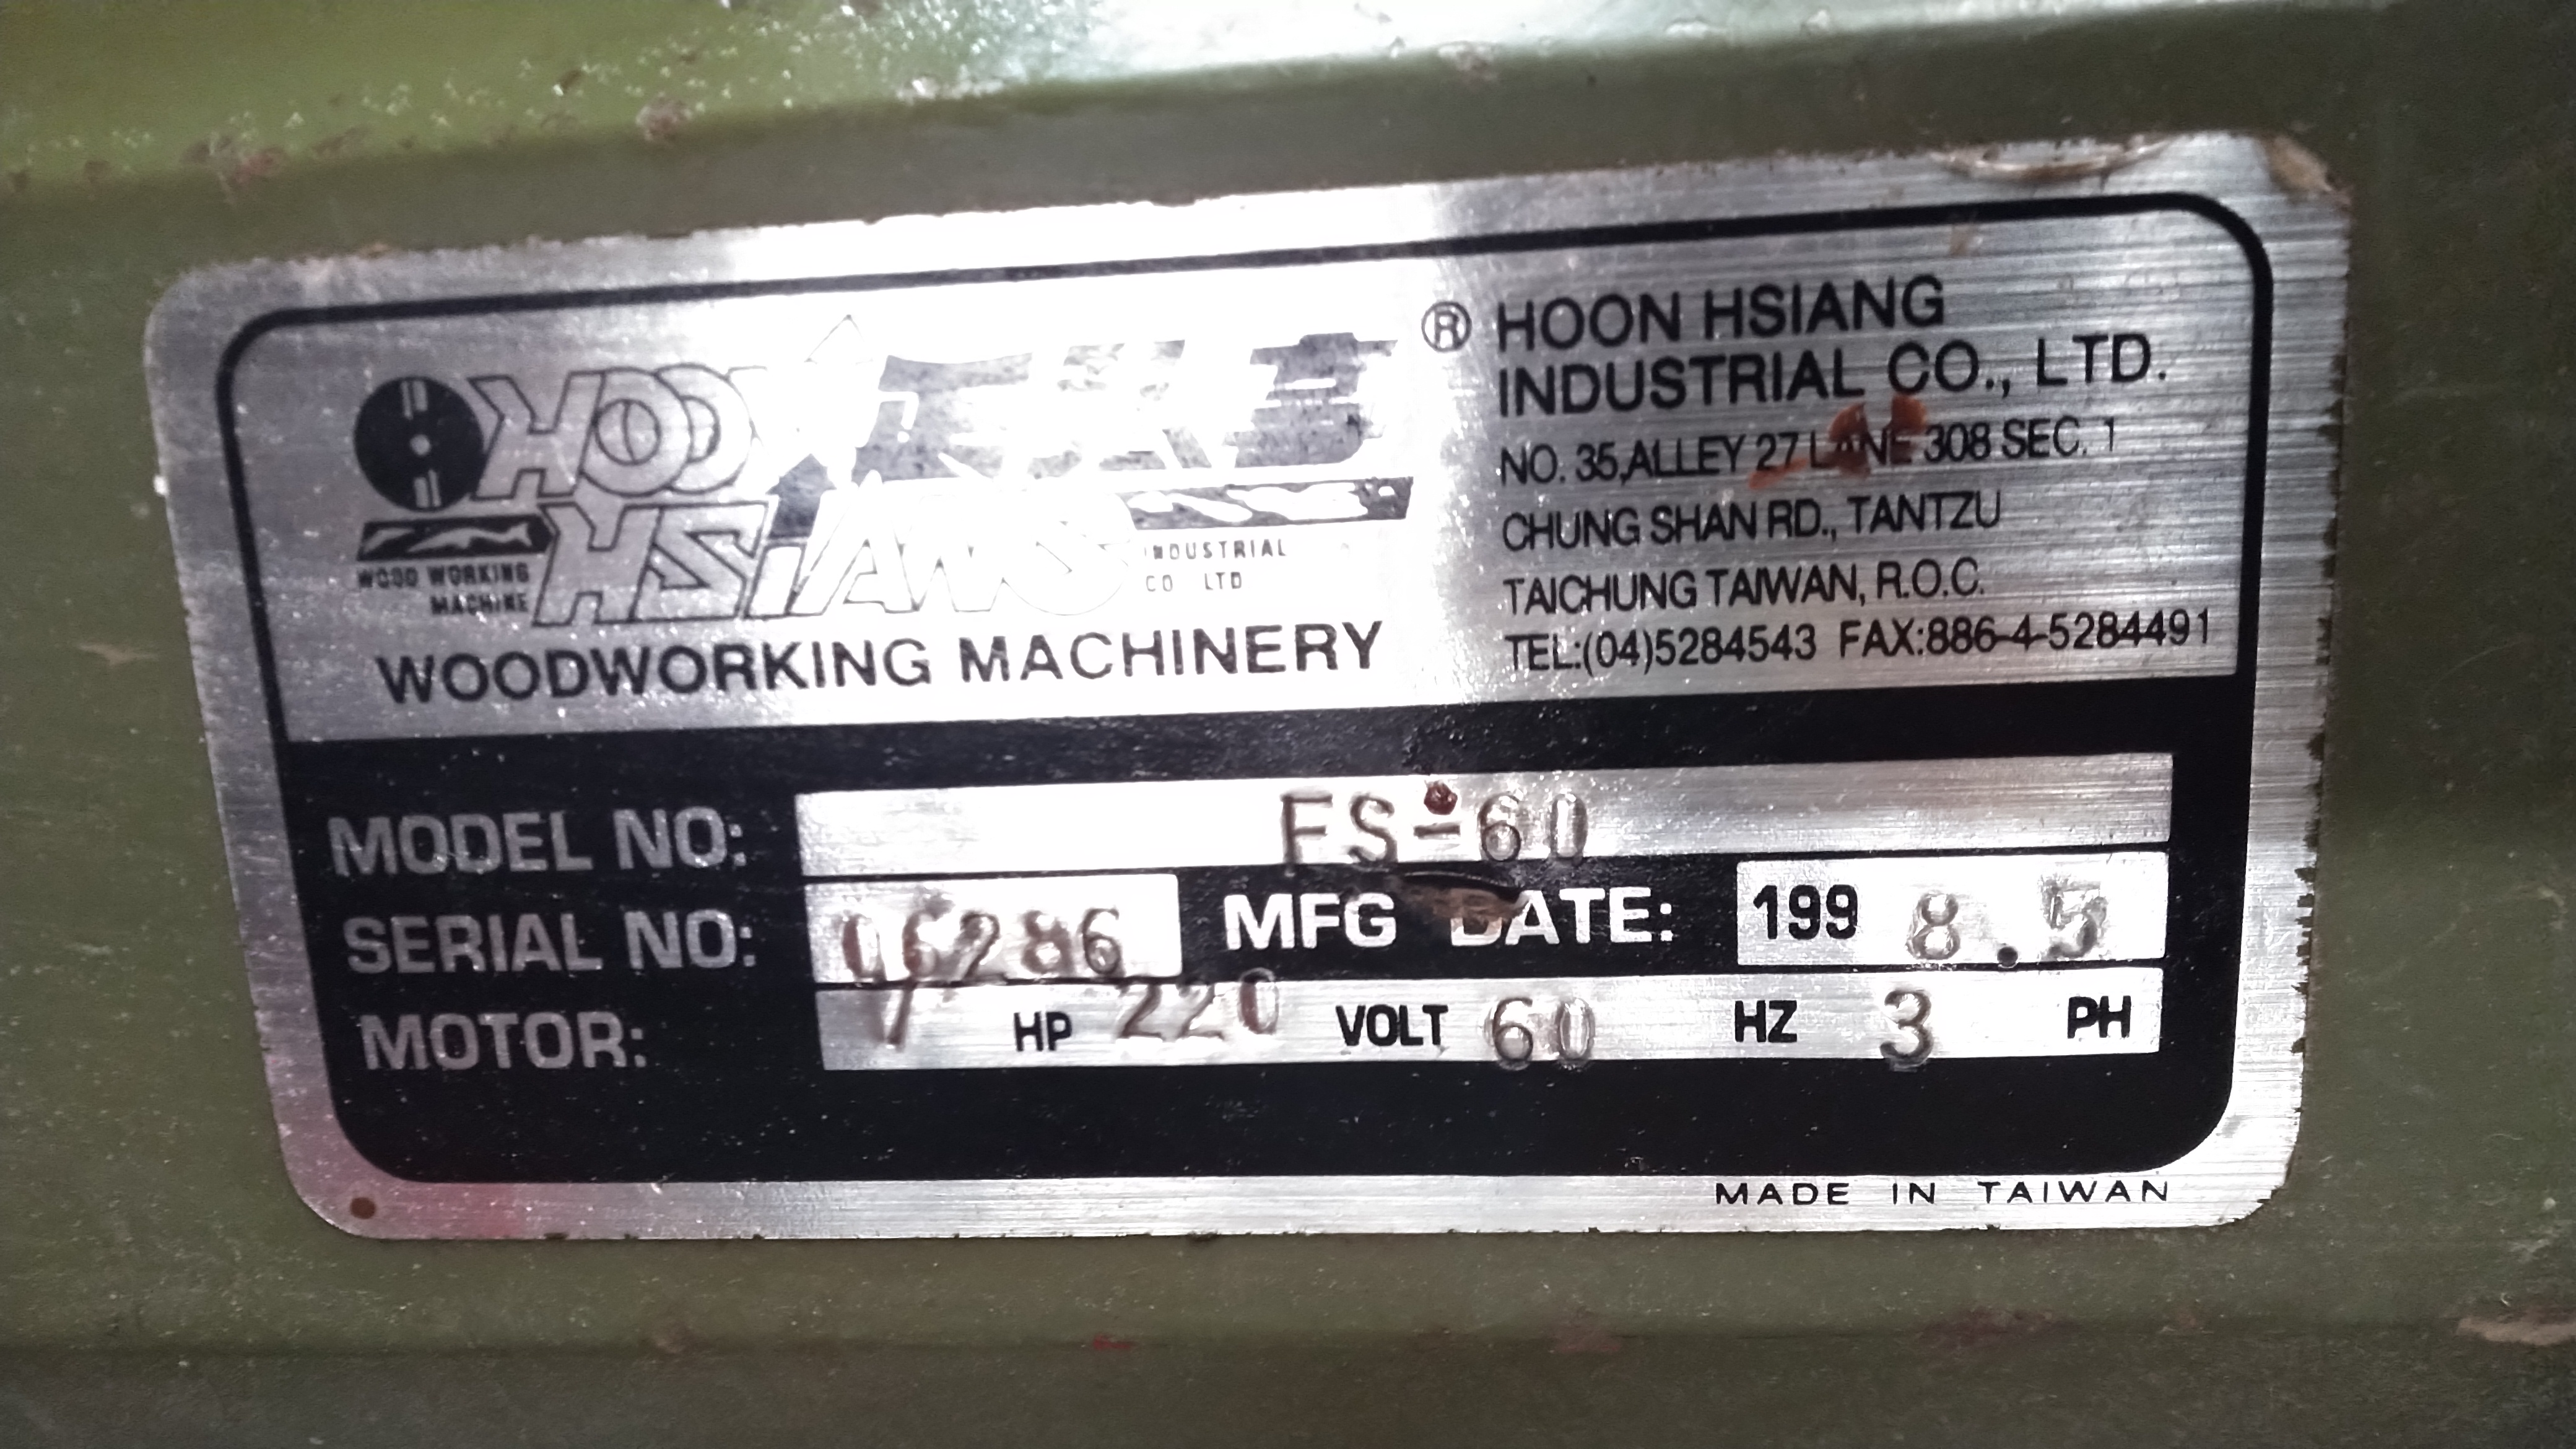 HOON
HSIANG
WOOD WORKING
MACHINE
INDUSTRIAL
CO LTD
WOODWORKING MACHINERY
® HOON HSIANG
INDUSTRIAL CO., LTD.
NO. 35,ALLEY 27 LANE 308 SEC. 1
CHUNG SHAN RD., TANTZU
TAICHUNG TAIWAN, R.O.C.
TEL:(04)5284543 FAX:886-4-5284491
MODEL NO: FS-60
SERIAL NO: 06286 MFG DATE: 1998.5
MOTOR: 1 HP 220 VOLT 60 HZ 3 PH
MADE IN TAIWAN